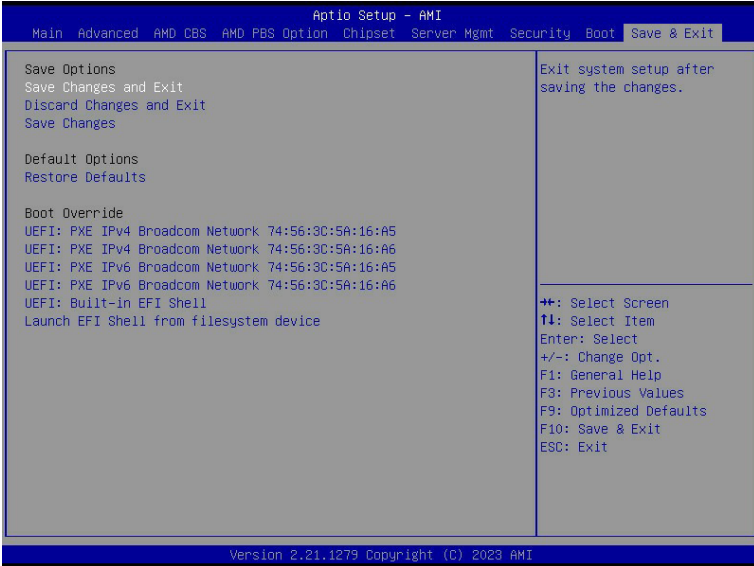 Aptio Setup - AMI
Main Advanced AMD CBS AMD PBS Option Chipset Server Mgmt Security Boot Save & Exit
Save Options
Save Changes and Exit
Discard Changes and Exit
Save Changes
Default Options
Restore Defaults
Boot Override
UEFI: PXE IPv4 Broadcom Network 74:56:3C:5A:16:A5
UEFI: PXE IPv4 Broadcom Network 74:56:3C:5A:16:A6
UEFI: PXE IPv6 Broadcom Network 74:56:3C:5A:16:A5
UEFI: PXE IPv6 Broadcom Network 74:56:3C:5A:16:A6
UEFI: Built-in EFI Shell
Launch EFI Shell from filesystem device
Exit system setup after
saving the changes.
→←: Select Screen
↑↓: Select Item
Enter: Select
+/-: Change Opt.
F1: General Help
F3: Previous Values
F9: Optimized Defaults
F10: Save & Exit
ESC: Exit
Version 2.21.1279 Copyright (C) 2023 AMI